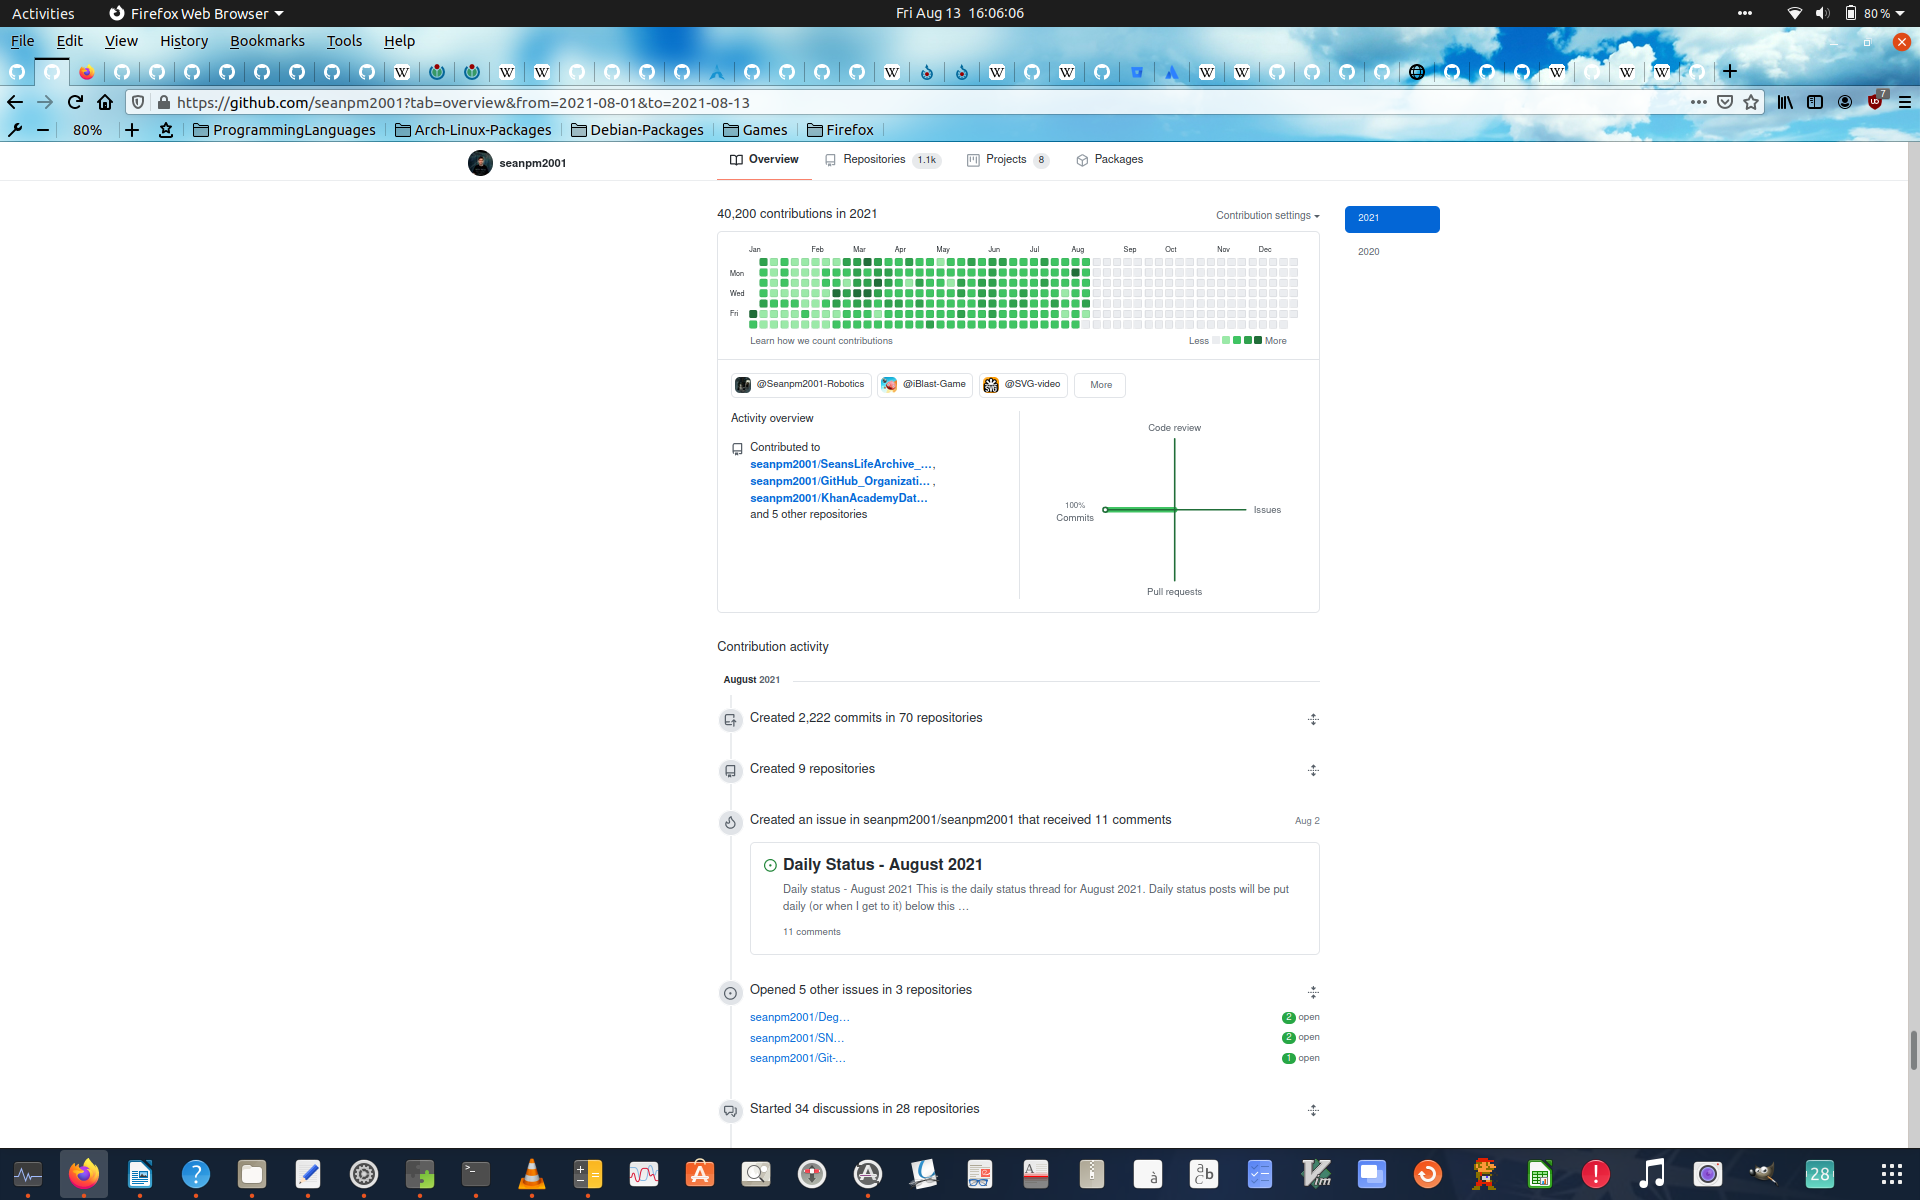 Activities
Firefox Web Browser
Fri Aug 13 16:06:06
80 %
File Edit View History Bookmarks Tools Help
https://github.com/seanpm2001?tab=overview&from=2021-08-01&to=2021-08-13
7
80%
ProgrammingLanguages
Arch-Linux-Packages
Debian-Packages
Games
Firefox
seanpm2001
Overview
Repositories 1.1k
Projects 8
Packages
40,200 contributions in 2021
Contribution settings
2021
2020
Jan Feb Mar Apr May Jun Jul Aug Sep Oct Nov Dec
Mon
Wed
Fri
Learn how we count contributions
Less
More
@Seanpm2001-Robotics
@iBlast-Game
@SVG-video
More
Activity overview
Contributed to
seanpm2001/SeansLifeArchive_…,
seanpm2001/GitHub_Organizati… ,
seanpm2001/KhanAcademyDat…
and 5 other repositories
Code review
100%
Commits
Issues
Pull requests
Contribution activity
August 2021
Created 2,222 commits in 70 repositories
Created 9 repositories
Created an issue in seanpm2001/seanpm2001 that received 11 comments
Aug 2
Daily Status - August 2021
Daily status - August 2021 This is the daily status thread for August 2021. Daily status posts will be put
daily (or when I get to it) below this …
11 comments
Opened 5 other issues in 3 repositories
seanpm2001/Deg…
2 open
seanpm2001/SN…
2 open
seanpm2001/Git-…
1 open
Started 34 discussions in 28 repositories
28